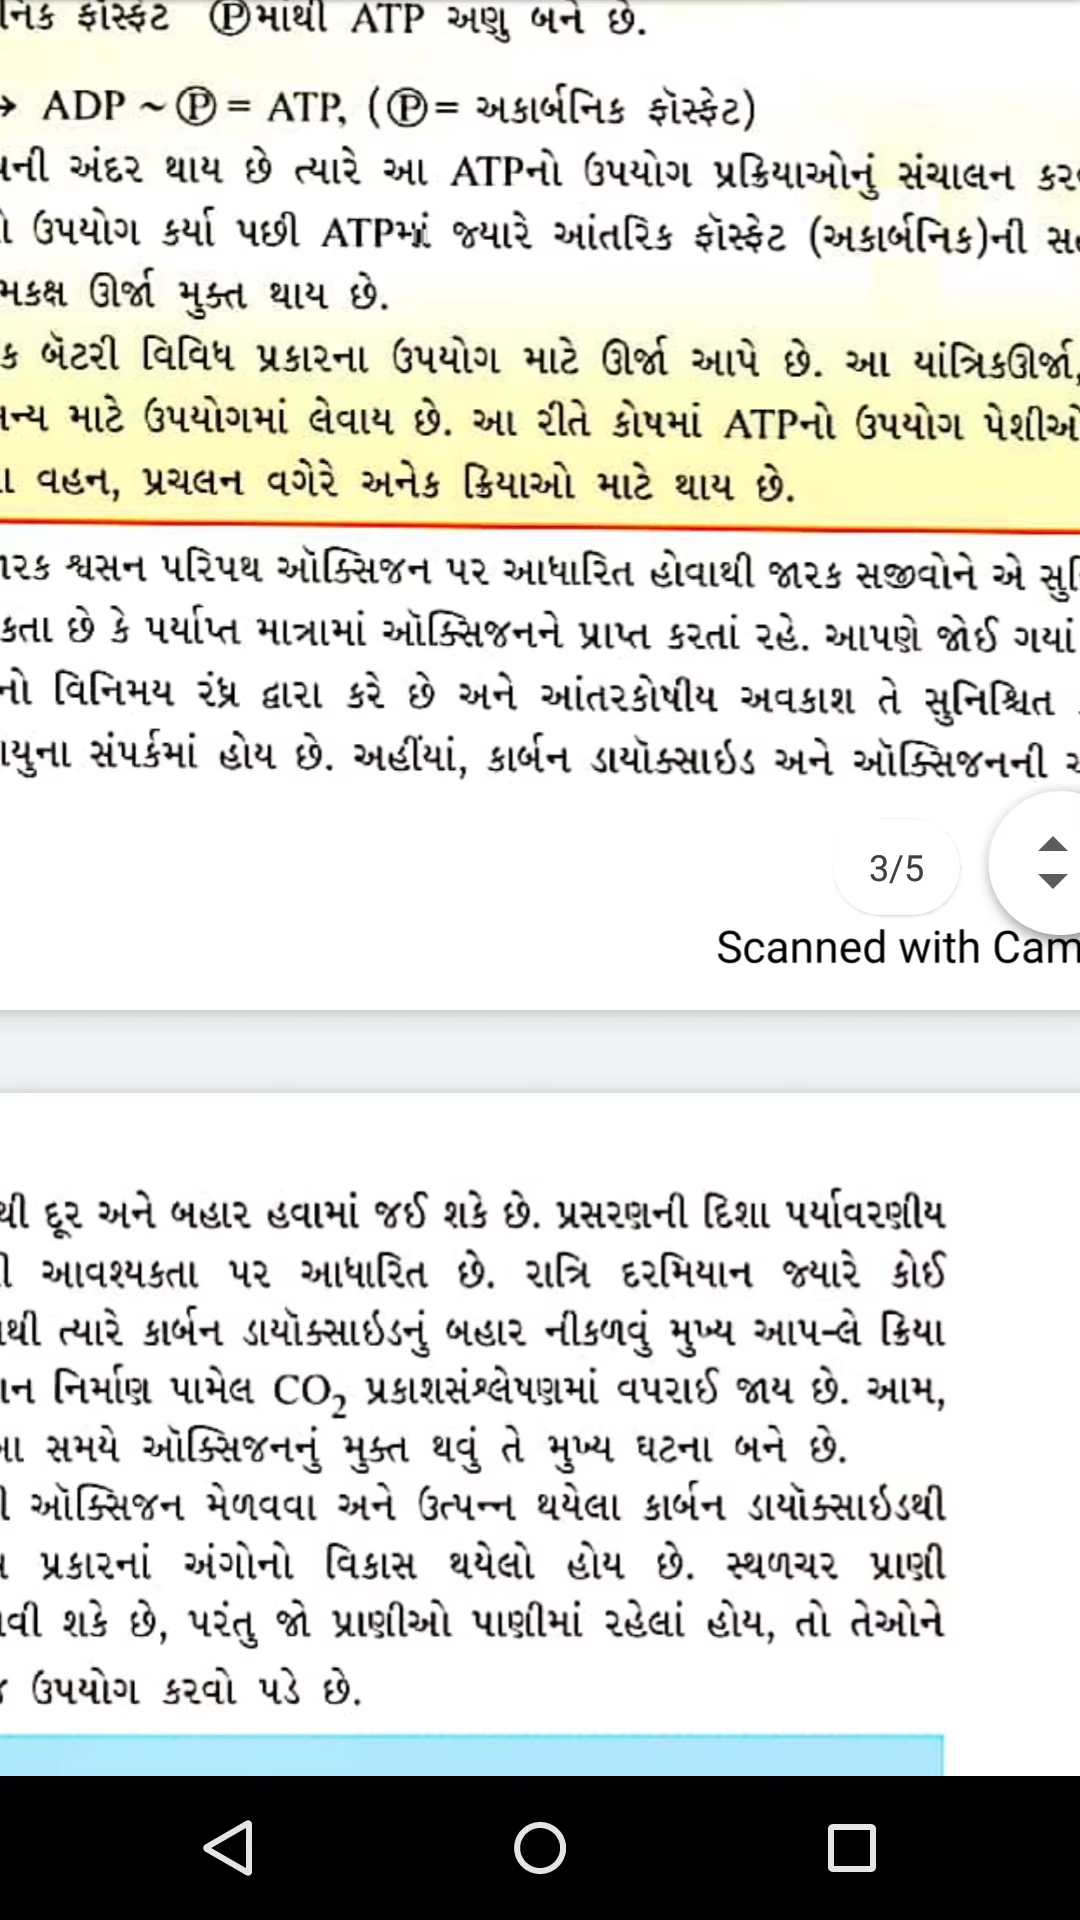 ફૉસ્ફેટ Ⓟમાંથી ATP અણુ બને છે.
→ ADP ~ Ⓟ = ATP, (Ⓟ = અકાર્બનિક ફૉસ્ફેટ)
અંદર થાય છે ત્યારે આ ATPનો ઉપયોગ પ્રક્રિયાઓનું સંચાલન
ઉપયોગ કર્યા પછી ATPમાં જ્યારે આંતરિક ફૉસ્ફેટ (અકાર્બનિક)ની
ઊર્જા મુક્ત થાય છે.
ક બૅટરી વિવિધ પ્રકારના ઉપયોગ માટે ઊર્જા આપે છે. આ યાંત્રિકઊર્જા,
માટે ઉપયોગમાં લેવાય છે. આ રીતે કોષમાં ATPનો ઉપયોગ પેશીઓ
વહન, પ્રચલન વગેરે અનેક ક્રિયાઓ માટે થાય છે.
શ્વસન પરિપથ ઑક્સિજન પર આધારિત હોવાથી જારક સજીવોને એ
કતા છે કે પર્યાપ્ત માત્રામાં ઑક્સિજનને પ્રાપ્ત કરતાં રહે. આપણે જોઈ ગયાં
નો વિનિમય રંધ્ર દ્વારા કરે છે અને આંતરકોષીય અવકાશ તે સુનિશ્ચિત
સંપર્કમાં હોય છે. અહીંયાં, કાર્બન ડાયૉક્સાઇડ અને ઑક્સિજનની
3/5
Scanned with Cam
થી દૂર અને બહાર હવામાં જઈ શકે છે. પ્રસરણની દિશા પર્યાવરણીય
આવશ્યકતા પર આધારિત છે. રાત્રિ દરમિયાન જ્યારે કોઈ
થી ત્યારે કાર્બન ડાયૉક્સાઇડનું બહાર નીકળવું મુખ્ય આપ-લે ક્રિયા
ન નિર્માણ પામેલ CO₂ પ્રકાશસંશ્લેષણમાં વપરાઈ જાય છે. આમ,
સમયે ઑક્સિજનનું મુક્ત થવું તે મુખ્ય ઘટના બને છે.
ઑક્સિજન મેળવવા અને ઉત્પન્ન થયેલા કાર્બન ડાયૉક્સાઇડથી
પ્રકારનાં અંગોનો વિકાસ થયેલો હોય છે. સ્થળચર પ્રાણી
વી શકે છે, પરંતુ જો પ્રાણીઓ પાણીમાં રહેલાં હોય, તો તેઓને
ઉપયોગ કરવો પડે છે.